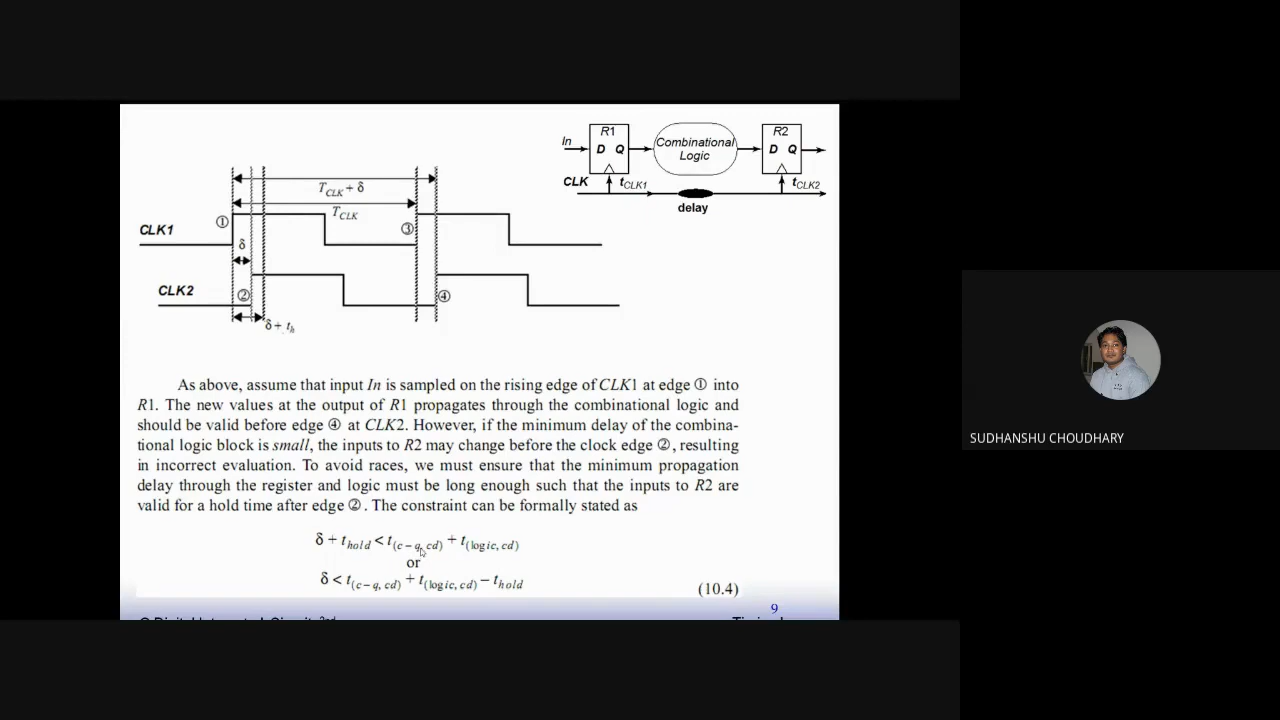 In
R1
D Q
Combinational
Logic
R2
D Q
CLK
tCLK1
tCLK2
delay
TCLK + δ
TCLK
CLK1
①
③
δ
CLK2
②
④
δ + th
As above, assume that input In is sampled on the rising edge of CLK1 at edge ① into
R1. The new values at the output of R1 propagates through the combinational logic and
should be valid before edge ④ at CLK2. However, if the minimum delay of the combina-
tional logic block is small, the inputs to R2 may change before the clock edge ②, resulting
in incorrect evaluation. To avoid races, we must ensure that the minimum propagation
delay through the register and logic must be long enough such that the inputs to R2 are
valid for a hold time after edge ②. The constraint can be formally stated as
δ + thold < t(c – q, cd) + t(logic, cd)
or
δ < t(c – q, cd) + t(logic, cd) – thold
(10.4)
9
SUDHANSHU CHOUDHARY